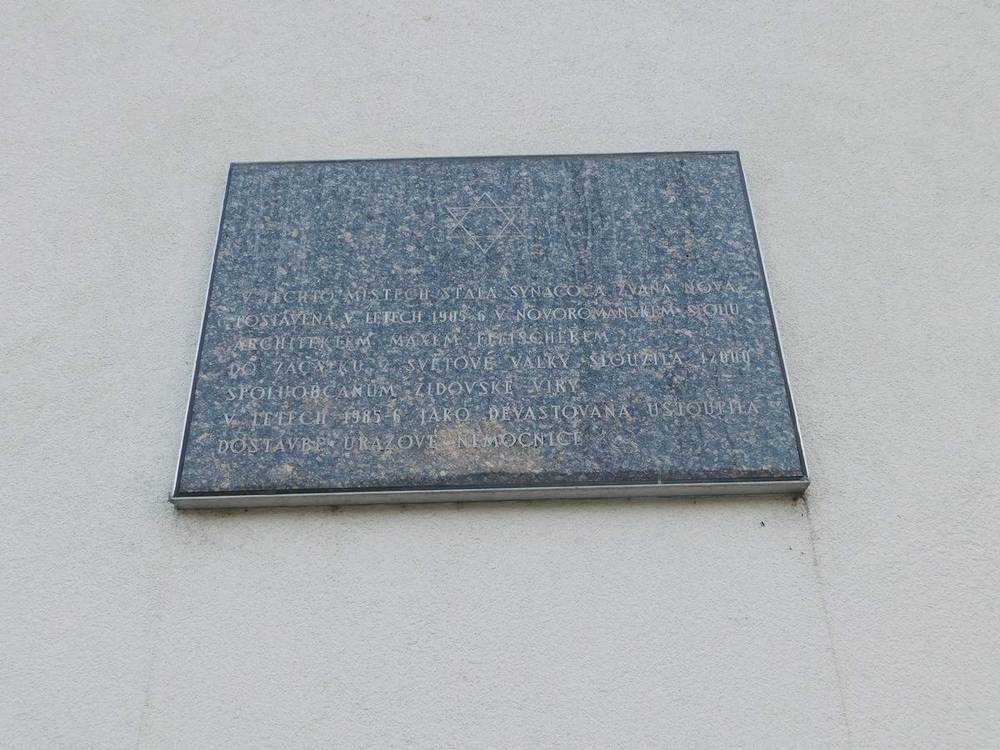 V TĚCHTO MÍSTECH STÁLA SYNAGOGA ZVANÁ NOVÁ,
POSTAVENÁ V LETECH 1905-6 V NOVOROMÁNSKÉM SLOHU
ARCHITEKTEM MAXEM FLEISCHEREM
DO ZAČÁTKU 2 SVĚTOVÉ VÁLKY SLOUŽILA 12000
SPOLUOBČANŮM ŽIDOVSKÉ VÍRY
V LETECH 1985-6 JAKO DEVASTOVANÁ USTOUPILA
DOSTAVBĚ ÚRAZOVÉ NEMOCNICE